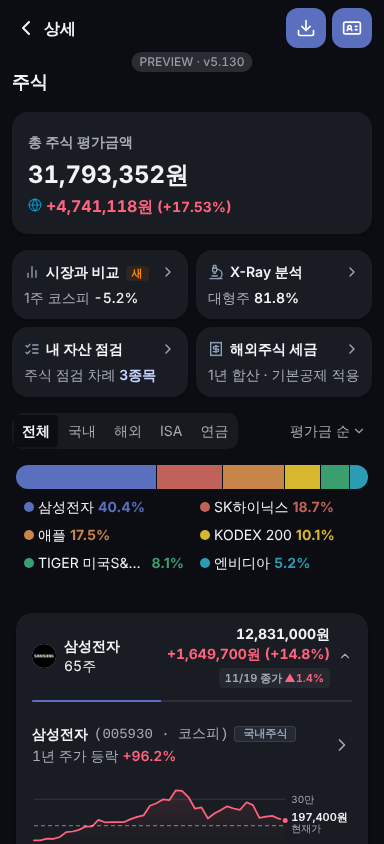 상세
PREVIEW · v5.130
주식
총 주식 평가금액
31,793,352원
+4,741,118원 (+17.53%)
시장과 비교 새
1주 코스피 -5.2%
X-Ray 분석
대형주 81.8%
내 자산 점검
주식 점검 차례 3종목
해외주식 세금
1년 합산 · 기본공제 적용
전체 국내 해외 ISA 연금
평가금 순
삼성전자 40.4%
SK하이닉스 18.7%
애플 17.5%
KODEX 200 10.1%
TIGER 미국S&... 8.1%
엔비디아 5.2%
SAMSUNG
삼성전자
65주
12,831,000원
+1,649,700원 (+14.8%)
11/19 종가 ▲1.4%
삼성전자 (005930 · 코스피) 국내주식
1년 주가 등락 +96.2%
30만
197,400원
현재가